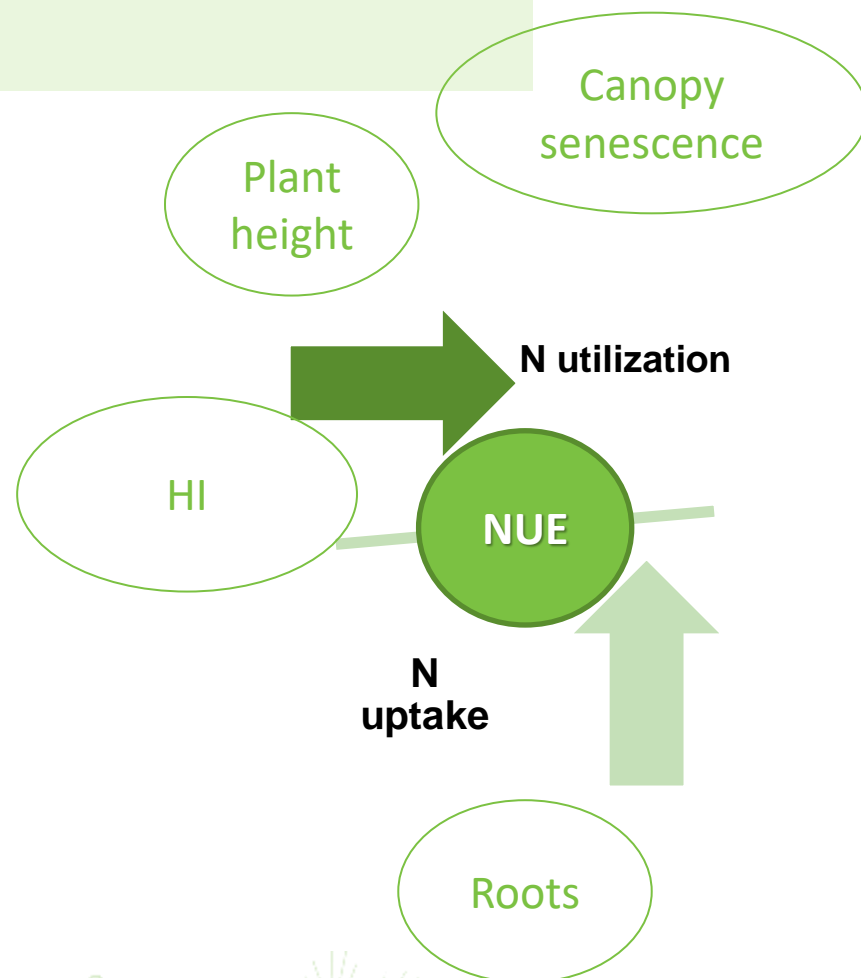 Canopy
senescence
Plant
height
N utilization
HI
NUE
N
uptake
Roots